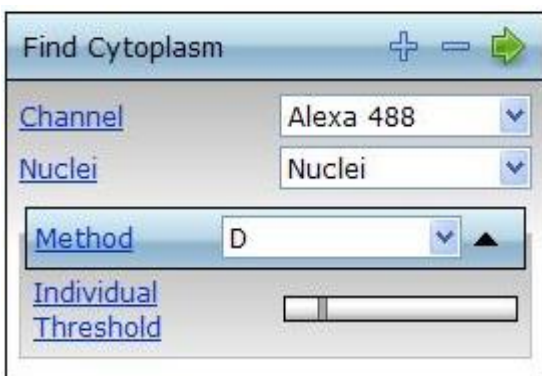 Find Cytoplasm
Channel Alexa 488
Nuclei Nuclei
Method D
Individual
Threshold